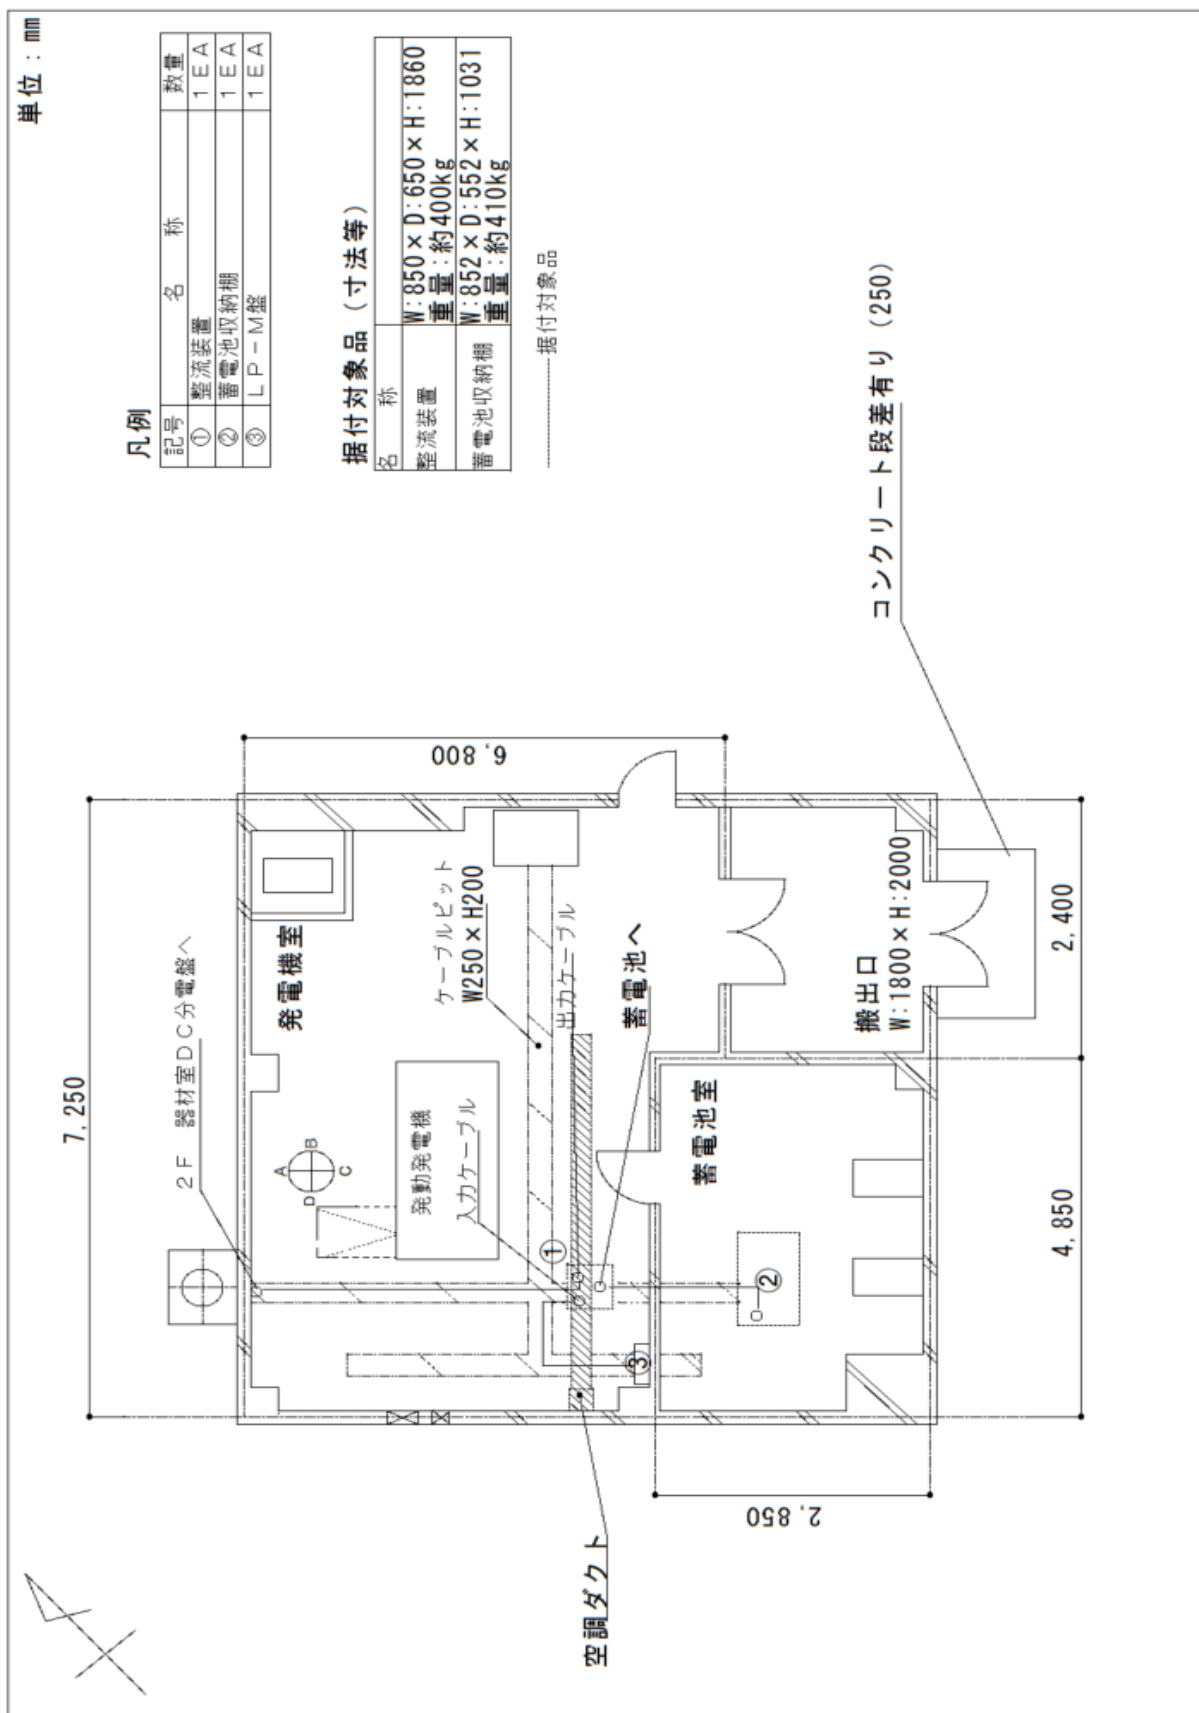 単位：mm
凡例
記号 名称 数量
① 整流装置 1EA
② 蓄電池収納棚 1EA
③ LP－M盤 1EA
据付対象品（寸法等）
名称
整流装置 W:850×D:650×H:1860
重量:約400kg
蓄電池収納棚 W:852×D:552×H:1031
重量:約410kg
据付対象品
7,250
2F 器材室DC分電盤へ
発電機室
A
B
C
D
発動発電機
入力ケーブル
ケーブルピット
W250×H200
出力ケーブル
①
蓄電池へ
③
空調ダクト
蓄電池室
②
6,800
搬出口
W:1800×H:2000
コンクリート段差有り（250）
2,850
4,850
2,400